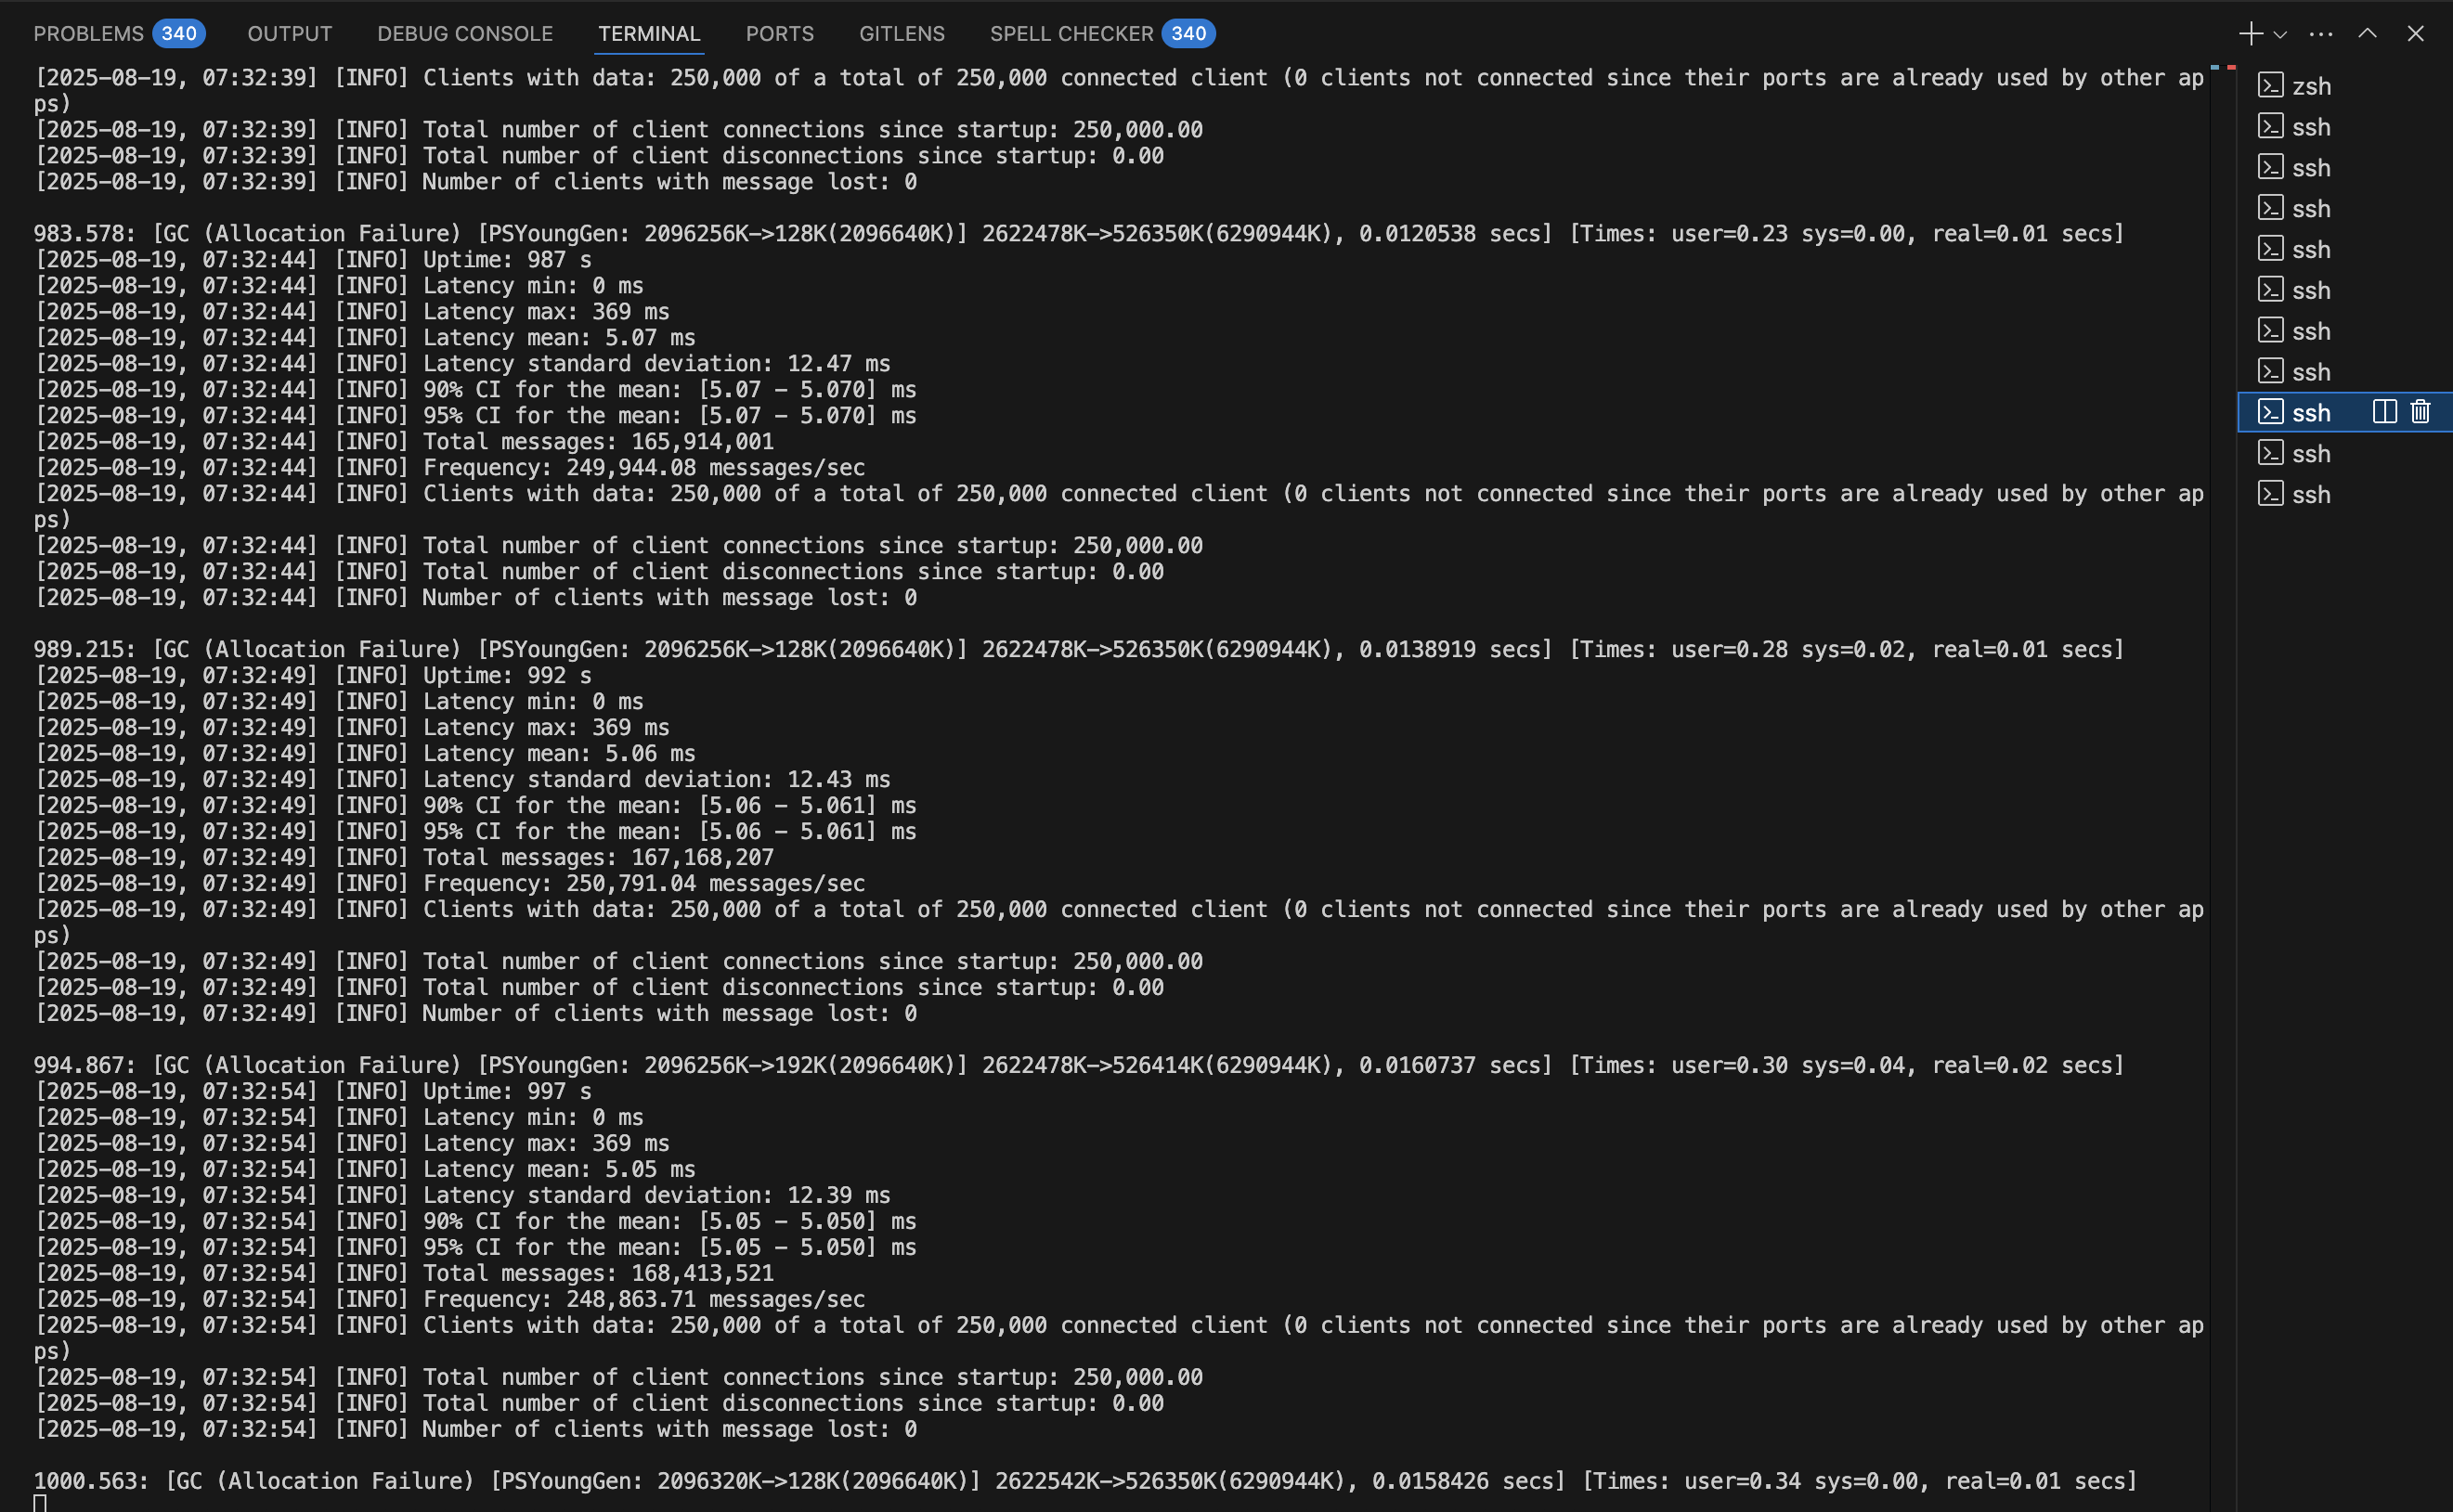 PROBLEMS 340 OUTPUT DEBUG CONSOLE TERMINAL PORTS GITLENS SPELL CHECKER 340
[2025-08-19, 07:32:39] [INFO] Clients with data: 250,000 of a total of 250,000 connected client (0 clients not connected since their ports are already used by other ap
ps)
[2025-08-19, 07:32:39] [INFO] Total number of client connections since startup: 250,000.00
[2025-08-19, 07:32:39] [INFO] Total number of client disconnections since startup: 0.00
[2025-08-19, 07:32:39] [INFO] Number of clients with message lost: 0
983.578: [GC (Allocation Failure) [PSYoungGen: 2096256K->128K(2096640K)] 2622478K->526350K(6290944K), 0.0120538 secs] [Times: user=0.23 sys=0.00, real=0.01 secs]
[2025-08-19, 07:32:44] [INFO] Uptime: 987 s
[2025-08-19, 07:32:44] [INFO] Latency min: 0 ms
[2025-08-19, 07:32:44] [INFO] Latency max: 369 ms
[2025-08-19, 07:32:44] [INFO] Latency mean: 5.07 ms
[2025-08-19, 07:32:44] [INFO] Latency standard deviation: 12.47 ms
[2025-08-19, 07:32:44] [INFO] 90% CI for the mean: [5.07 - 5.070] ms
[2025-08-19, 07:32:44] [INFO] 95% CI for the mean: [5.07 - 5.070] ms
[2025-08-19, 07:32:44] [INFO] Total messages: 165,914,001
[2025-08-19, 07:32:44] [INFO] Frequency: 249,944.08 messages/sec
[2025-08-19, 07:32:44] [INFO] Clients with data: 250,000 of a total of 250,000 connected client (0 clients not connected since their ports are already used by other ap
ps)
[2025-08-19, 07:32:44] [INFO] Total number of client connections since startup: 250,000.00
[2025-08-19, 07:32:44] [INFO] Total number of client disconnections since startup: 0.00
[2025-08-19, 07:32:44] [INFO] Number of clients with message lost: 0
989.215: [GC (Allocation Failure) [PSYoungGen: 2096256K->128K(2096640K)] 2622478K->526350K(6290944K), 0.0138919 secs] [Times: user=0.28 sys=0.02, real=0.01 secs]
[2025-08-19, 07:32:49] [INFO] Uptime: 992 s
[2025-08-19, 07:32:49] [INFO] Latency min: 0 ms
[2025-08-19, 07:32:49] [INFO] Latency max: 369 ms
[2025-08-19, 07:32:49] [INFO] Latency mean: 5.06 ms
[2025-08-19, 07:32:49] [INFO] Latency standard deviation: 12.43 ms
[2025-08-19, 07:32:49] [INFO] 90% CI for the mean: [5.06 - 5.061] ms
[2025-08-19, 07:32:49] [INFO] 95% CI for the mean: [5.06 - 5.061] ms
[2025-08-19, 07:32:49] [INFO] Total messages: 167,168,207
[2025-08-19, 07:32:49] [INFO] Frequency: 250,791.04 messages/sec
[2025-08-19, 07:32:49] [INFO] Clients with data: 250,000 of a total of 250,000 connected client (0 clients not connected since their ports are already used by other ap
ps)
[2025-08-19, 07:32:49] [INFO] Total number of client connections since startup: 250,000.00
[2025-08-19, 07:32:49] [INFO] Total number of client disconnections since startup: 0.00
[2025-08-19, 07:32:49] [INFO] Number of clients with message lost: 0
994.867: [GC (Allocation Failure) [PSYoungGen: 2096256K->192K(2096640K)] 2622478K->526414K(6290944K), 0.0160737 secs] [Times: user=0.30 sys=0.04, real=0.02 secs]
[2025-08-19, 07:32:54] [INFO] Uptime: 997 s
[2025-08-19, 07:32:54] [INFO] Latency min: 0 ms
[2025-08-19, 07:32:54] [INFO] Latency max: 369 ms
[2025-08-19, 07:32:54] [INFO] Latency mean: 5.05 ms
[2025-08-19, 07:32:54] [INFO] Latency standard deviation: 12.39 ms
[2025-08-19, 07:32:54] [INFO] 90% CI for the mean: [5.05 - 5.050] ms
[2025-08-19, 07:32:54] [INFO] 95% CI for the mean: [5.05 - 5.050] ms
[2025-08-19, 07:32:54] [INFO] Total messages: 168,413,521
[2025-08-19, 07:32:54] [INFO] Frequency: 248,863.71 messages/sec
[2025-08-19, 07:32:54] [INFO] Clients with data: 250,000 of a total of 250,000 connected client (0 clients not connected since their ports are already used by other ap
ps)
[2025-08-19, 07:32:54] [INFO] Total number of client connections since startup: 250,000.00
[2025-08-19, 07:32:54] [INFO] Total number of client disconnections since startup: 0.00
[2025-08-19, 07:32:54] [INFO] Number of clients with message lost: 0
1000.563: [GC (Allocation Failure) [PSYoungGen: 2096320K->128K(2096640K)] 2622542K->526350K(6290944K), 0.0158426 secs] [Times: user=0.34 sys=0.00, real=0.01 secs]
zsh
ssh
ssh
ssh
ssh
ssh
ssh
ssh
ssh
ssh
ssh